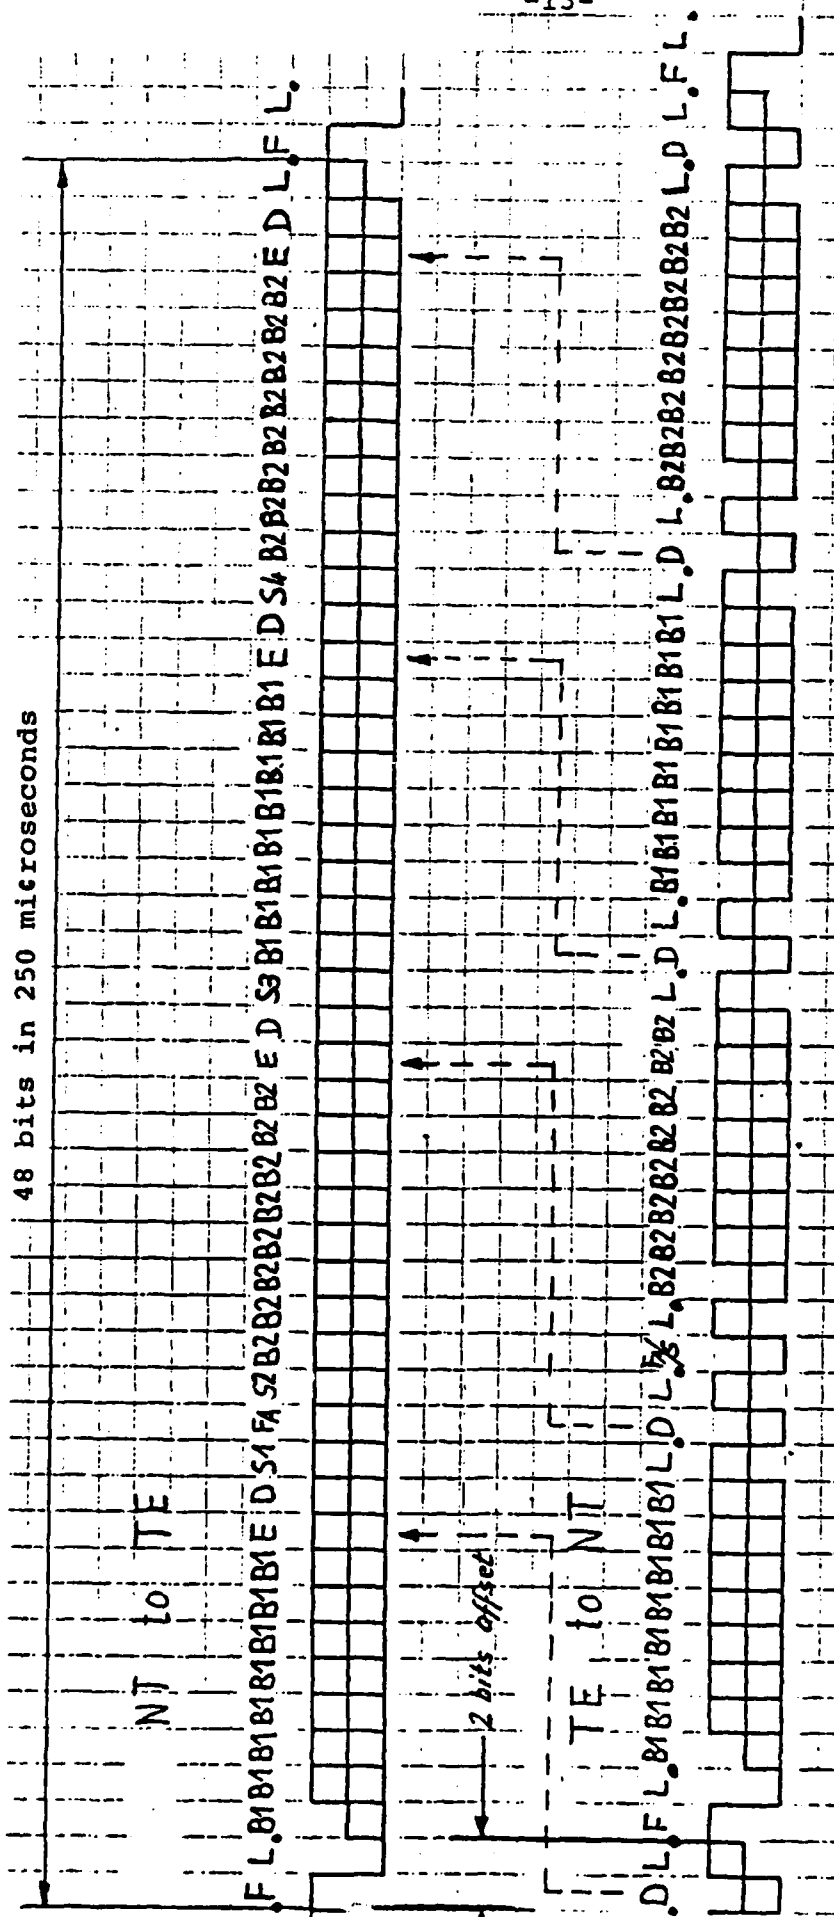 -13-
48 bits in 250 microseconds
NT to TE
F L. B1 B1 B1 B1 B1 B1 B1 B1 E D S1 FA S2 B2 B2 B2 B2 B2 B2 B2 B2 E D S3 B1 B1 B1 B1 B1 B1 B1 B1 E D S4 B2 B2 B2 B2 B2 B2 B2 B2 E D L. F L.
2 bits offset
TE to NT
.D L. F L. B1 B1 B1 B1 B1 B1 B1 B1 L. D L. F/S L. B2 B2 B2 B2 B2 B2 B2 B2 L. D L. B1 B1 B1 B1 B1 B1 B1 B1 L. D L. B2 B2 B2 B2 B2 B2 B2 B2 L. D L. F L.